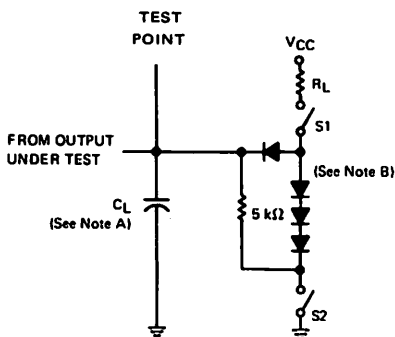 TEST
POINT
VCC
RL
S1
FROM OUTPUT
UNDER TEST
(See Note B)
CL
(See Note A)
5 kΩ
S2